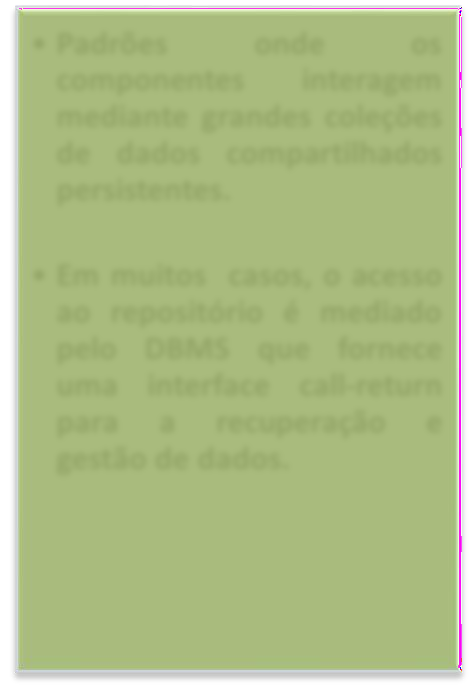 • Padrões onde os
componentes interagem
mediante grandes coleções
de dados compartilhados
persistentes.
• Em muitos casos, o acesso
ao repositório é mediado
pelo DBMS que fornece
uma interface call-return
para a recuperação e
gestão de dados.